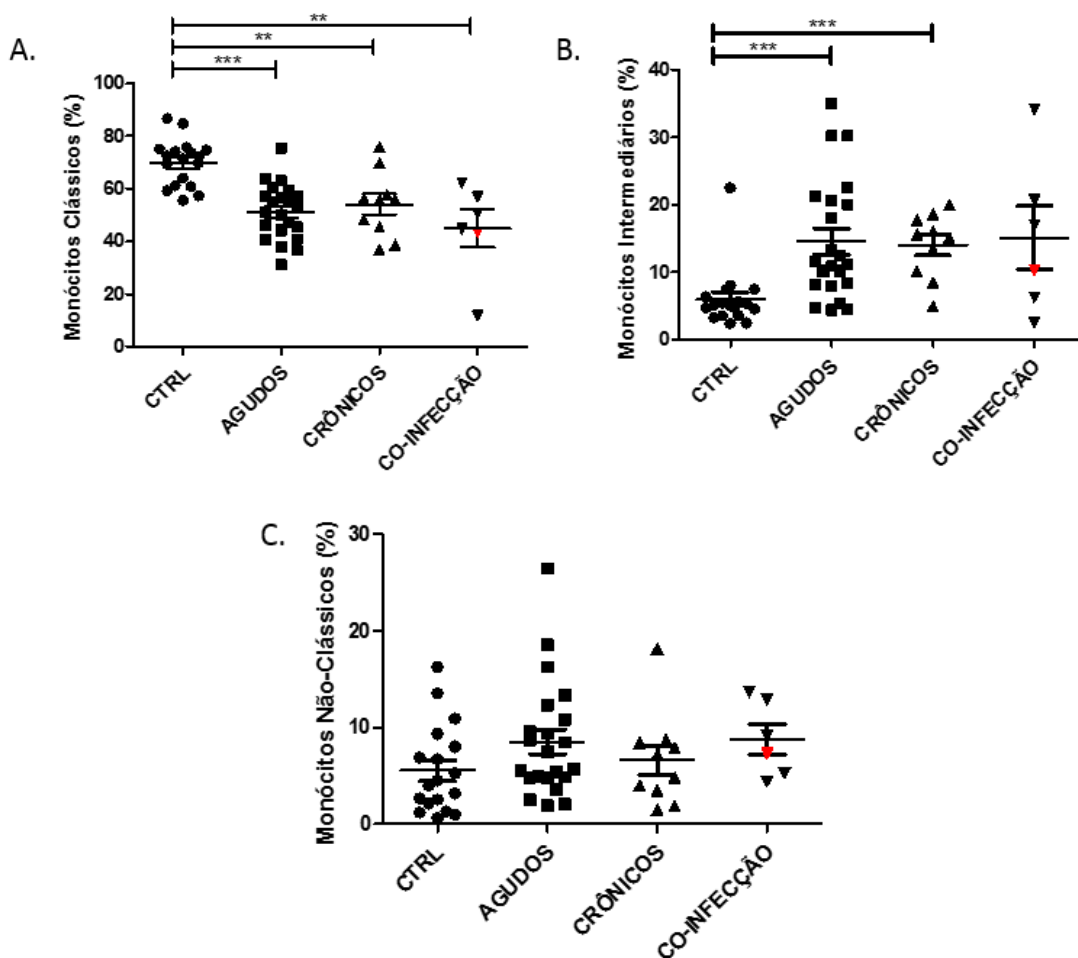 A.
**
**
***
Monócitos Clássicos (%)
100
80
60
40
20
0
CTRL
AGUDOS
CRÔNICOS
CO-INFECÇÃO
B.
***
***
Monócitos Intermediários (%)
40
30
20
10
0
CTRL
AGUDOS
CRÔNICOS
CO-INFECÇÃO
C.
Monócitos Não-Clássicos (%)
30
20
10
0
CTRL
AGUDOS
CRÔNICOS
CO-INFECÇÃO